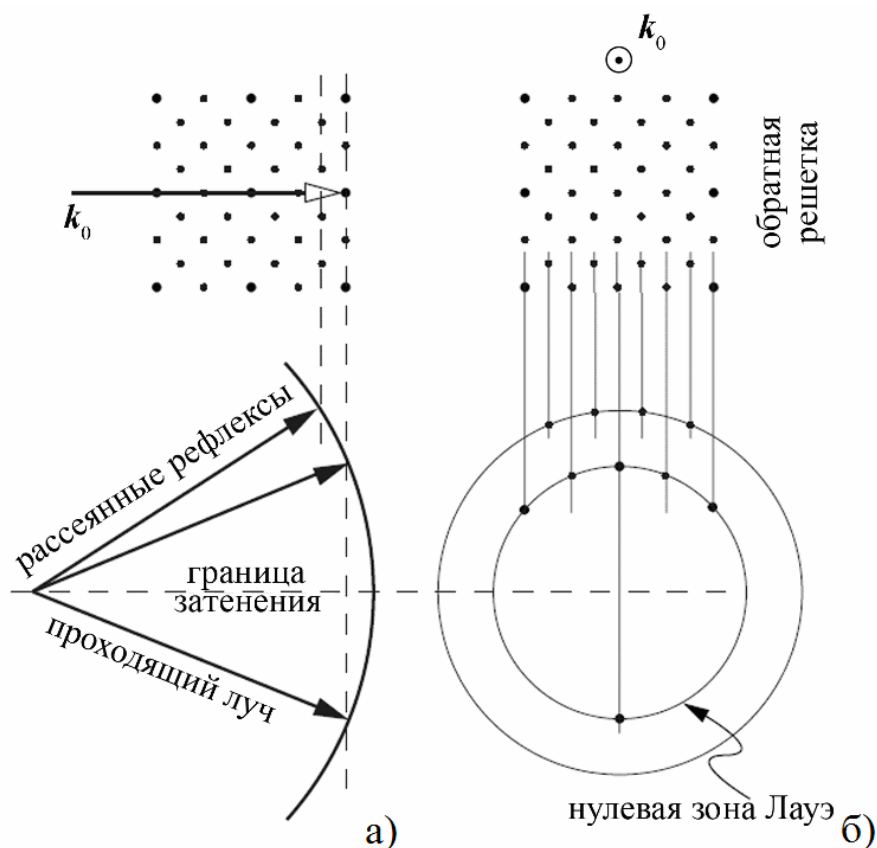 k₀
k₀
обратная
решетка
рассеянные рефлексы
граница
затенения
проходящий луч
нулевая зона Лауэ
а)
б)